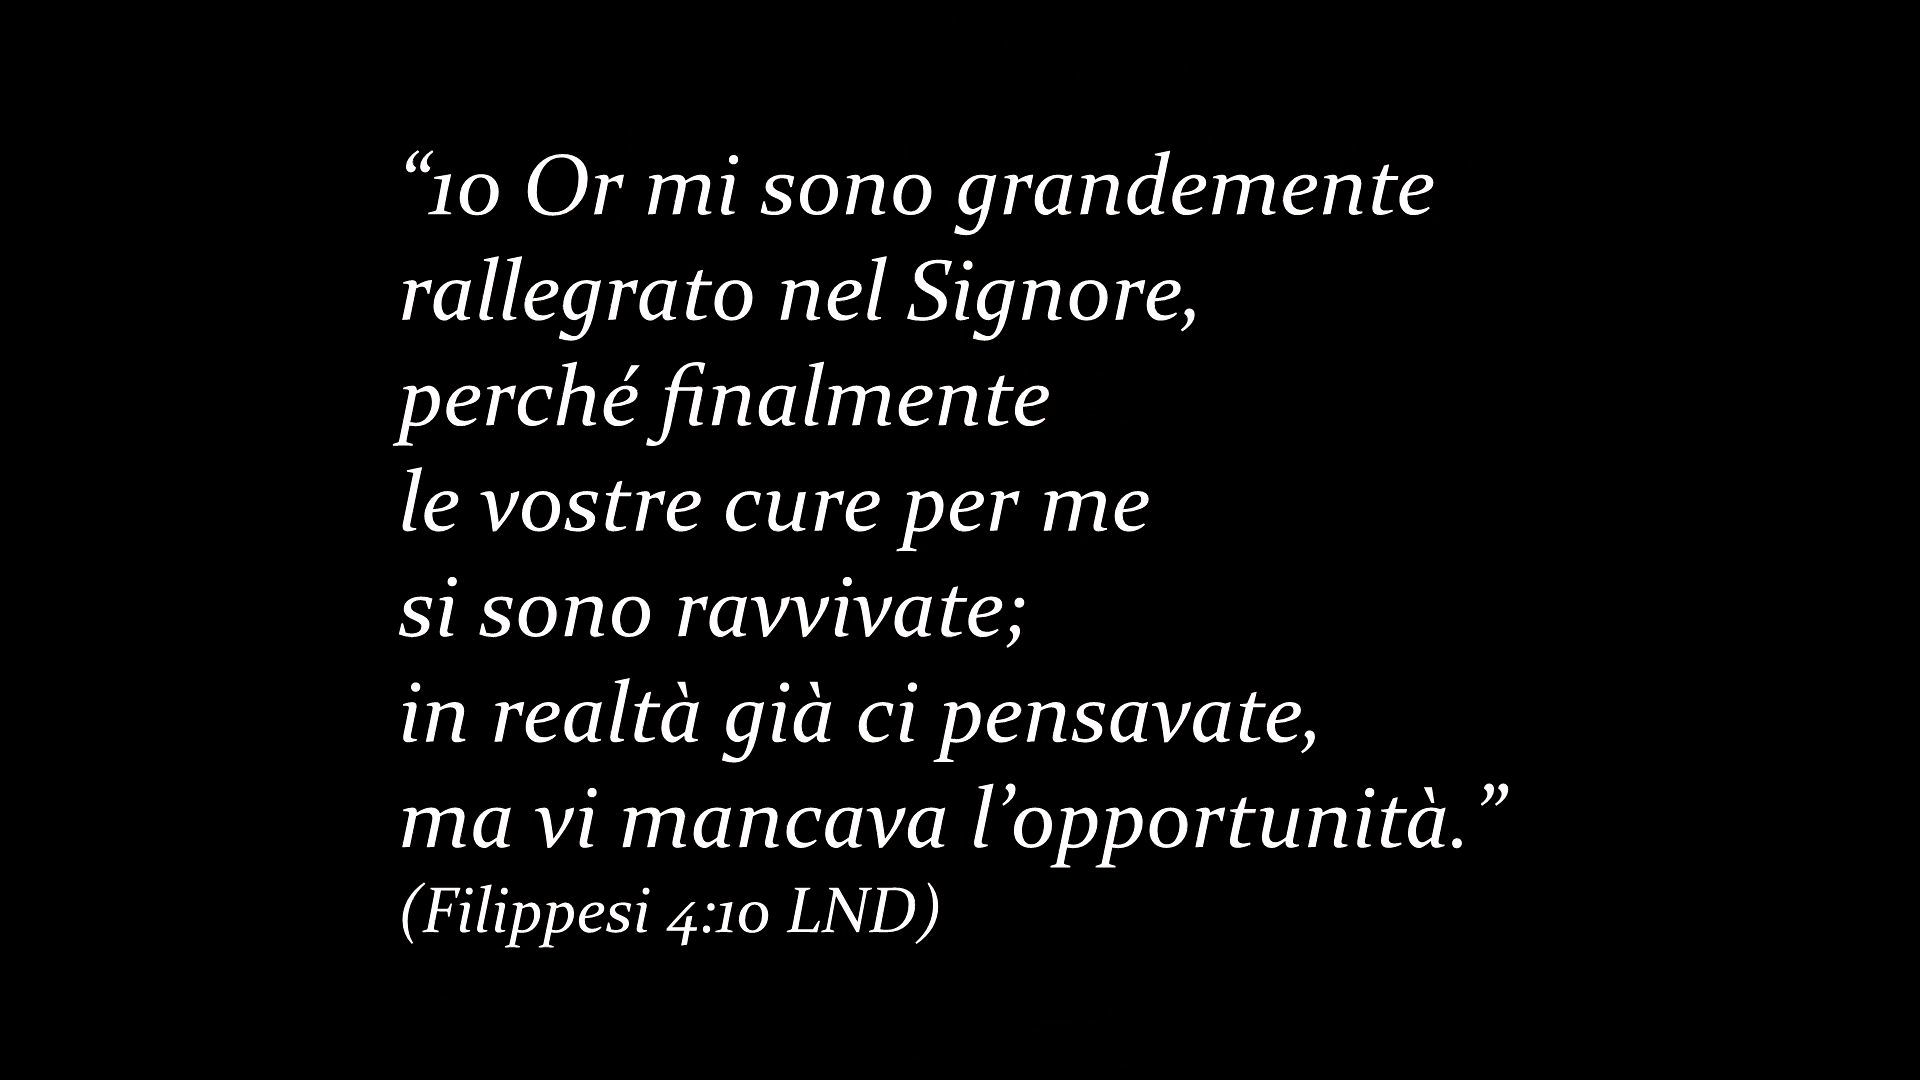 “10 Or mi sono grandemente
rallegrato nel Signore,
perché finalmente
le vostre cure per me
si sono ravvivate;
in realtà già ci pensavate,
ma vi mancava l’opportunità.”
(Filippesi 4:10 LND)